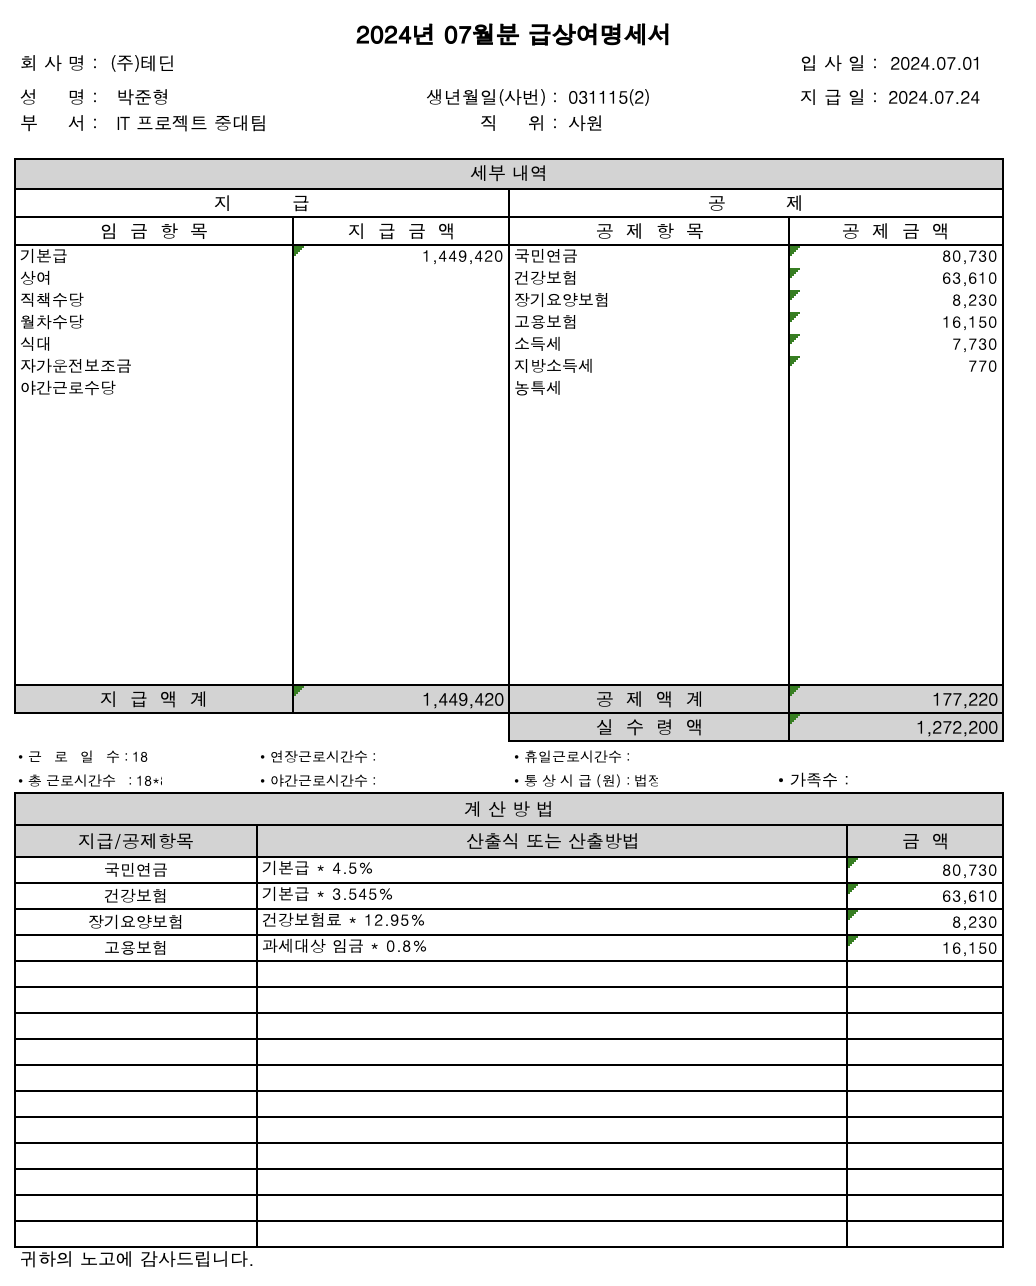 2024년 07월분 급상여명세서
회 사 명 : (주)테딘 입 사 일 : 2024.07.01
성 명 : 박준형 생년월일(사번) : 031115(2) 지 급 일 : 2024.07.24
부 서 : IT 프로젝트 중대팀 직 위 : 사원
세부 내역
지 급 공 제
임 금 항 목 지 급 금 액 공 제 항 목 공 제 금 액
기본급 1,449,420 국민연금 80,730
상여 건강보험 63,610
직책수당 장기요양보험 8,230
월차수당 고용보험 16,150
식대 소득세 7,730
자가운전보조금 지방소득세 770
야간근로수당 농특세
지 급 액 계 1,449,420 공 제 액 계 177,220
실 수 령 액 1,272,200
• 근 로 일 수 : 18 • 연장근로시간수 : • 휴일근로시간수 :
• 총 근로시간수 : 18* • 야간근로시간수 : • 통 상 시 급 (원) : 법정 • 가족수 :
계 산 방 법
지급/공제항목 산출식 또는 산출방법 금 액
국민연금 기본급 * 4.5% 80,730
건강보험 기본급 * 3.545% 63,610
장기요양보험 건강보험료 * 12.95% 8,230
고용보험 과세대상 임금 * 0.8% 16,150
귀하의 노고에 감사드립니다.